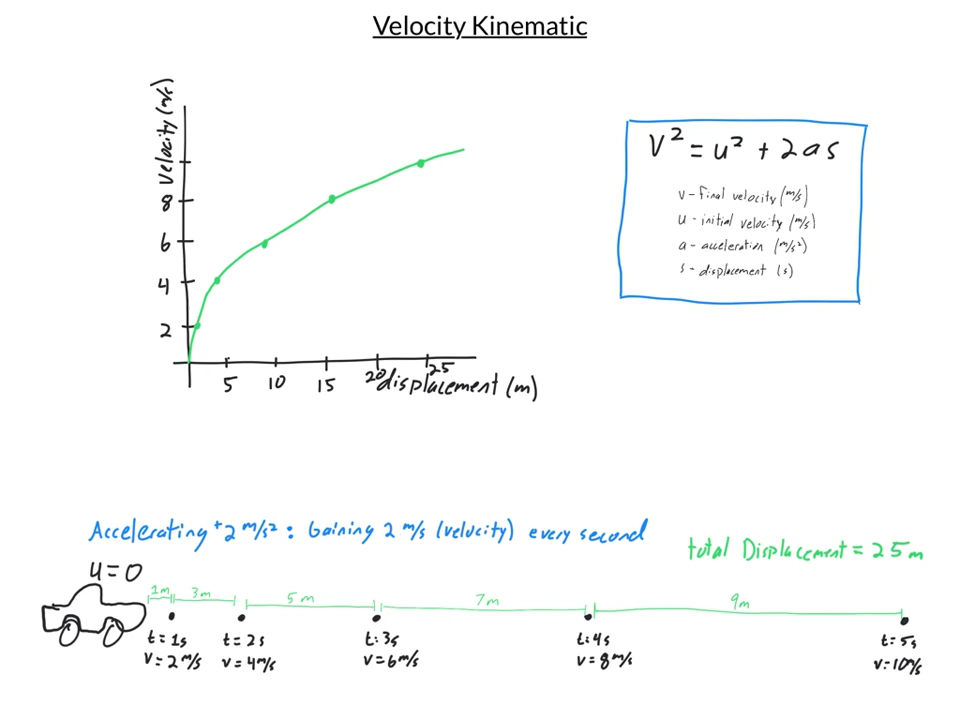 Velocity Kinematic
Velocity (m/s)
8
6
4
2
5 10 15 20 25
displacement (m)
V² = u² + 2as
v - final velocity (m/s)
u - initial velocity (m/s)
a - acceleration (m/s²)
s - displacement (s)
Accelerating +2 m/s² : Gaining 2 m/s (velocity) every second
total Displacement = 25m
u = 0
1m 3m 5m 7m 9m
t = 1s t = 2s t: 3s t: 4s t = 5s
V = 2 m/s V = 4 m/s V = 6 m/s V = 8 m/s V = 10 m/s